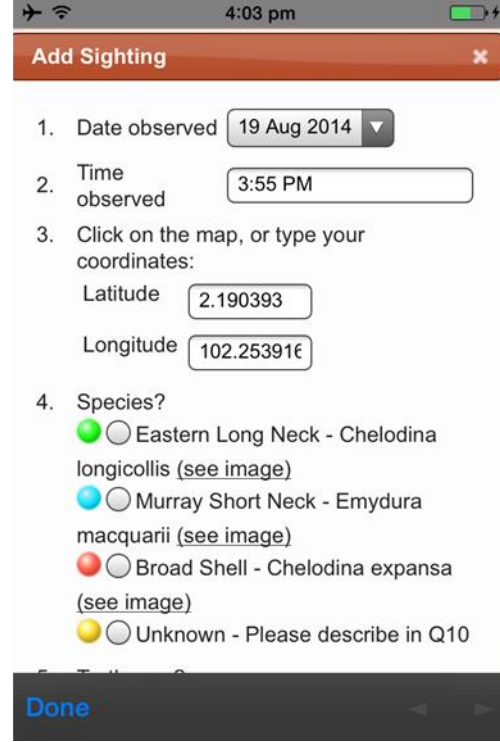 4:03 pm
Add Sighting
1. Date observed 19 Aug 2014
2. Time
observed 3:55 PM
3. Click on the map, or type your
coordinates:
Latitude 2.190393
Longitude 102.253916
4. Species?
Eastern Long Neck - Chelodina
longicollis (see image)
Murray Short Neck - Emydura
macquarii (see image)
Broad Shell - Chelodina expansa
(see image)
Unknown - Please describe in Q10
Done